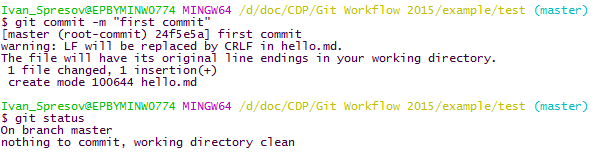 Ivan_Spresov@EPBYMINW0774 MINGW64 /d/doc/CDP/Git Workflow 2015/example/test (master)
$ git commit -m "first commit"
[master (root-commit) 24f5e5a] first commit
warning: LF will be replaced by CRLF in hello.md.
The file will have its original line endings in your working directory.
 1 file changed, 1 insertion(+)
 create mode 100644 hello.md

Ivan_Spresov@EPBYMINW0774 MINGW64 /d/doc/CDP/Git Workflow 2015/example/test (master)
$ git status
On branch master
nothing to commit, working directory clean